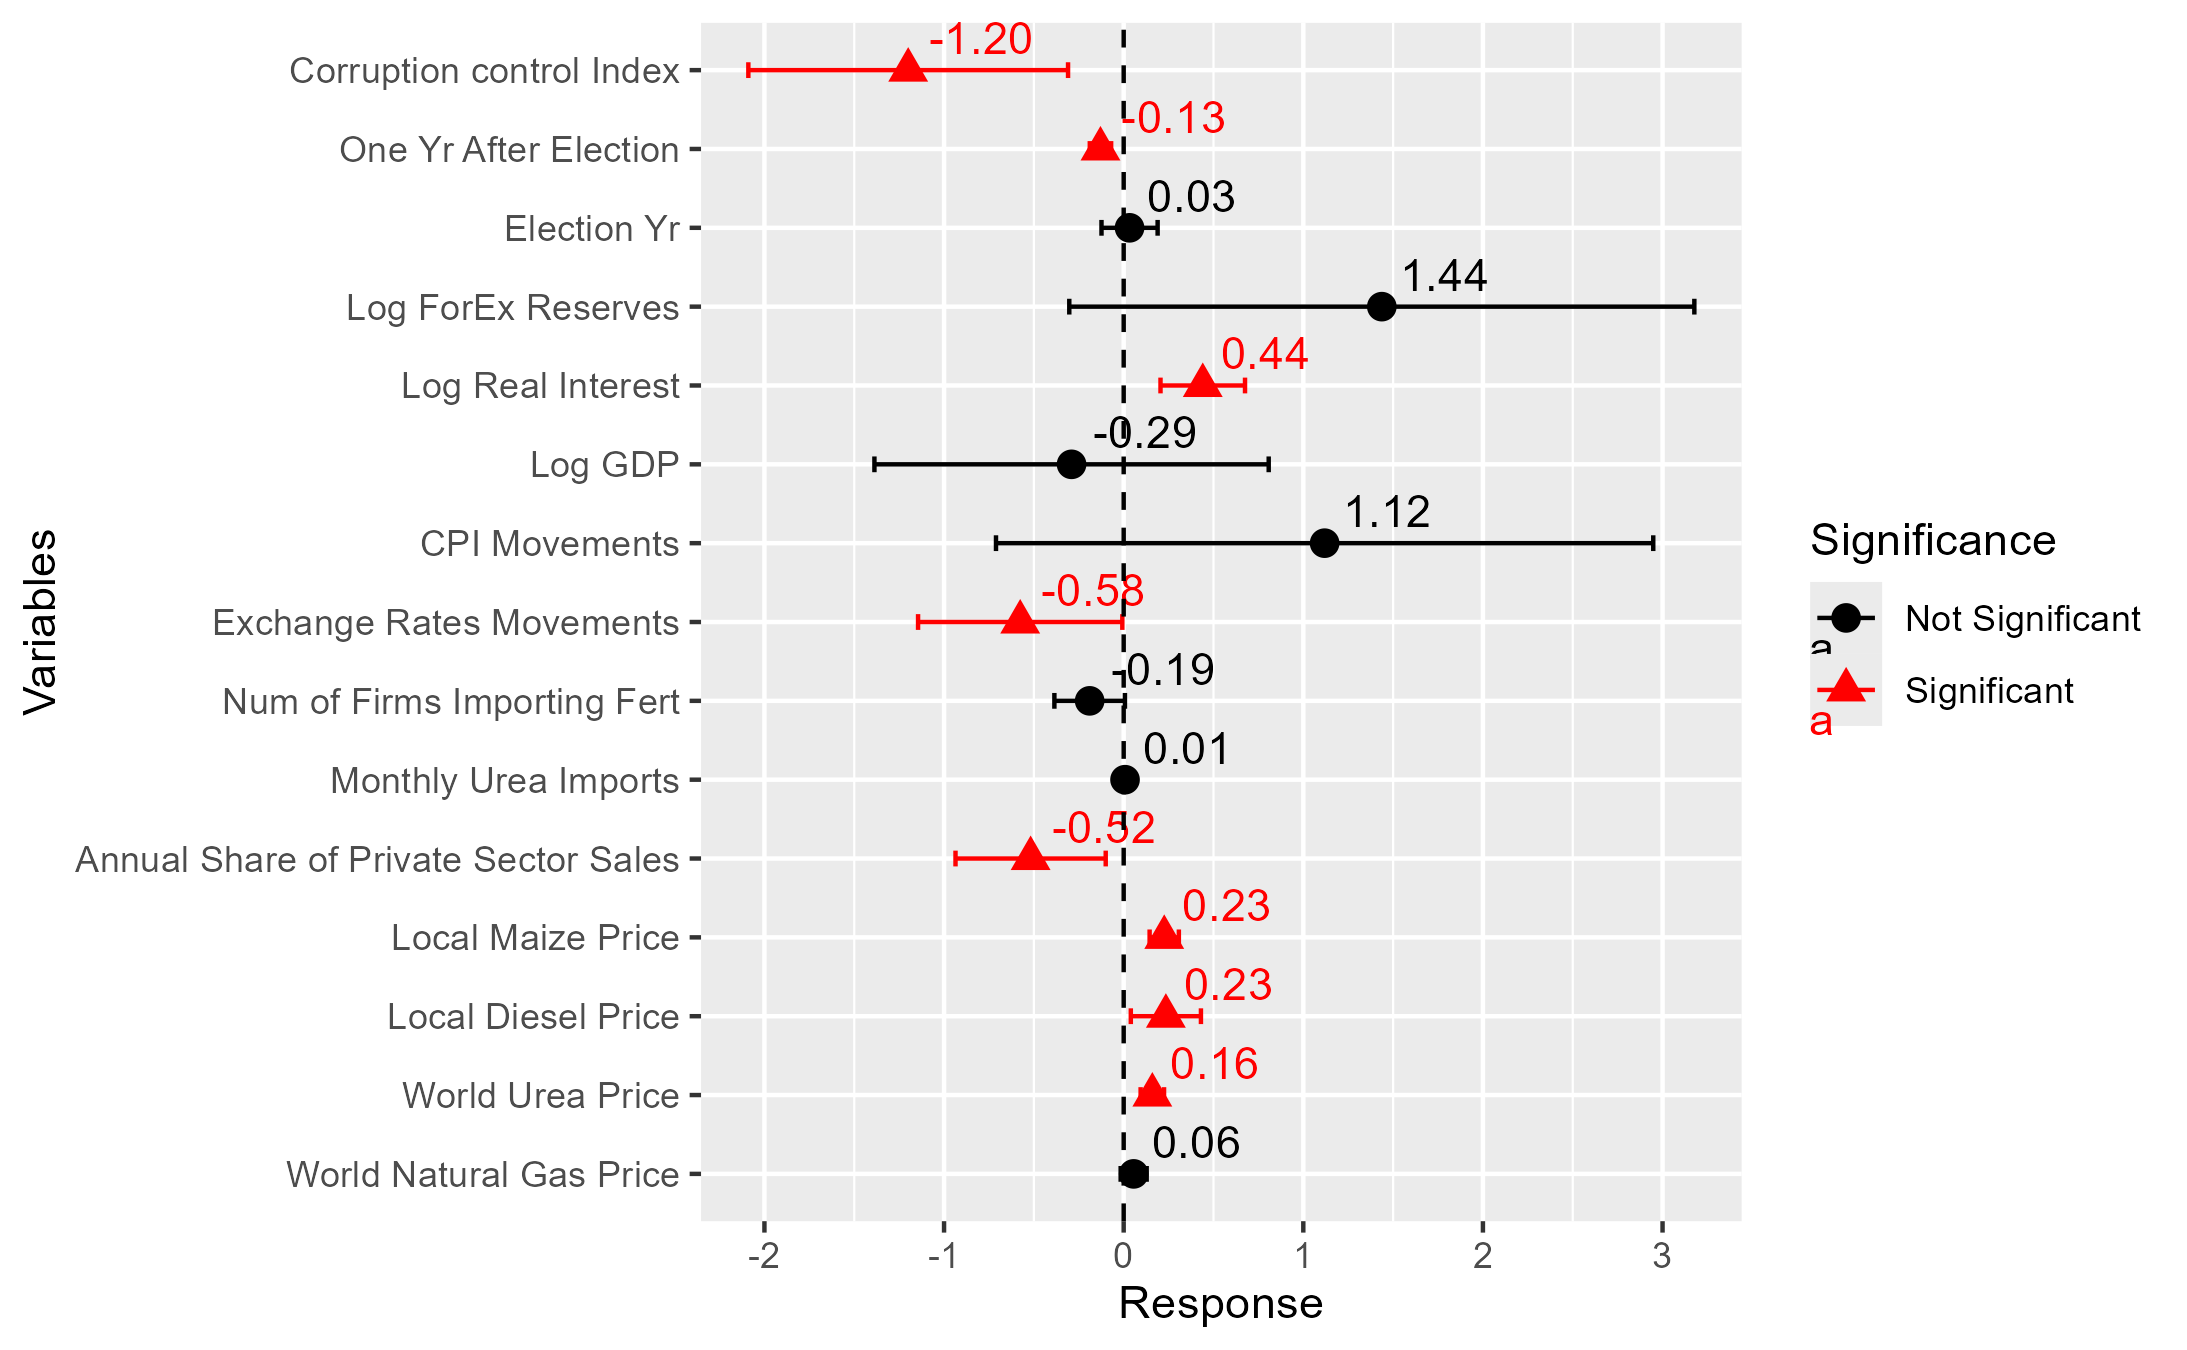 Corruption control Index
-1.20
One Yr After Election
-0.13
Election Yr
0.03
Log ForEx Reserves
1.44
Log Real Interest
0.44
Log GDP
-0.29
CPI Movements
1.12
Exchange Rates Movements
-0.58
Num of Firms Importing Fert
-0.19
Monthly Urea Imports
0.01
Annual Share of Private Sector Sales
-0.52
Local Maize Price
0.23
Local Diesel Price
0.23
World Urea Price
0.16
World Natural Gas Price
0.06
-2
-1
0
1
2
3
Response
Variables
Significance
a
Not Significant
a
Significant